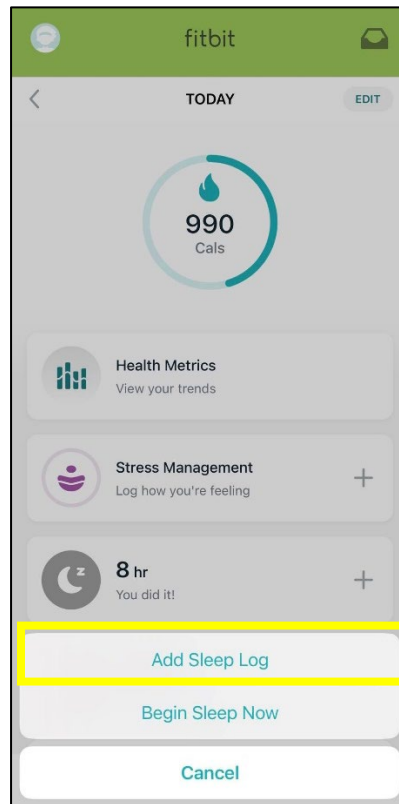 fitbit
TODAY
EDIT
990
Cals
Health Metrics
View your trends
Stress Management
Log how you're feeling
+
z
8 hr
You did it!
+
Add Sleep Log
Begin Sleep Now
Cancel